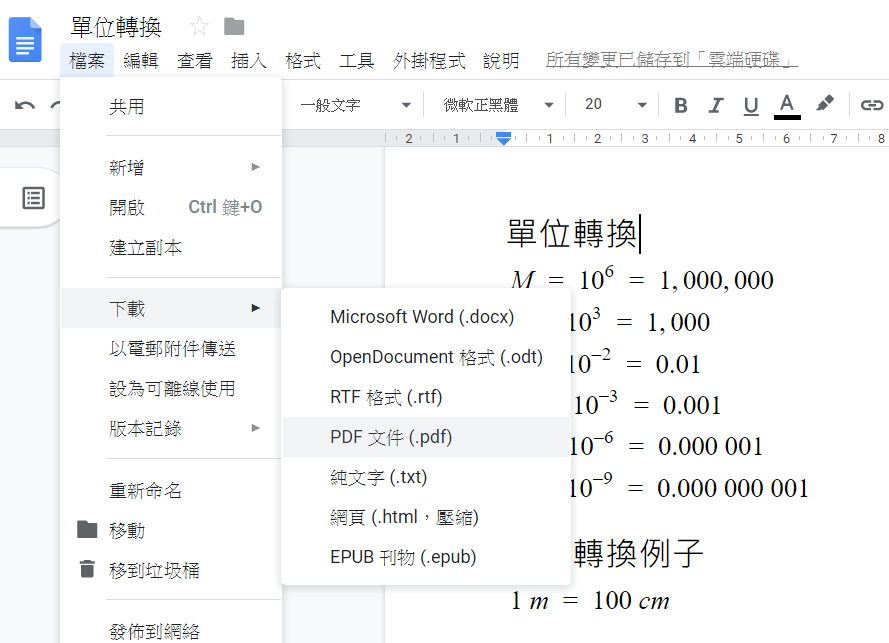 單位轉換
檔案 編輯 查看 插入 格式 工具 外掛程式 說明 所有變更已儲存到「雲端硬碟」
一般文字 微軟正黑體 20 B I U A
2 1 1 2 3 4 5 6 7 8
共用
新增
開啟 Ctrl 鍵+O
建立副本
下載
以電郵附件傳送
設為可離線使用
版本記錄
重新命名
移動
移到垃圾桶
發佈到網絡
Microsoft Word (.docx)
OpenDocument 格式 (.odt)
RTF 格式 (.rtf)
PDF 文件 (.pdf)
純文字 (.txt)
網頁 (.html,壓縮)
EPUB 刊物 (.epub)
單位轉換
M = 10⁶ = 1,000,000
10³ = 1,000
10⁻² = 0.01
10⁻³ = 0.001
10⁻⁶ = 0.000 001
10⁻⁹ = 0.000 000 001
轉換例子
1 m = 100 cm